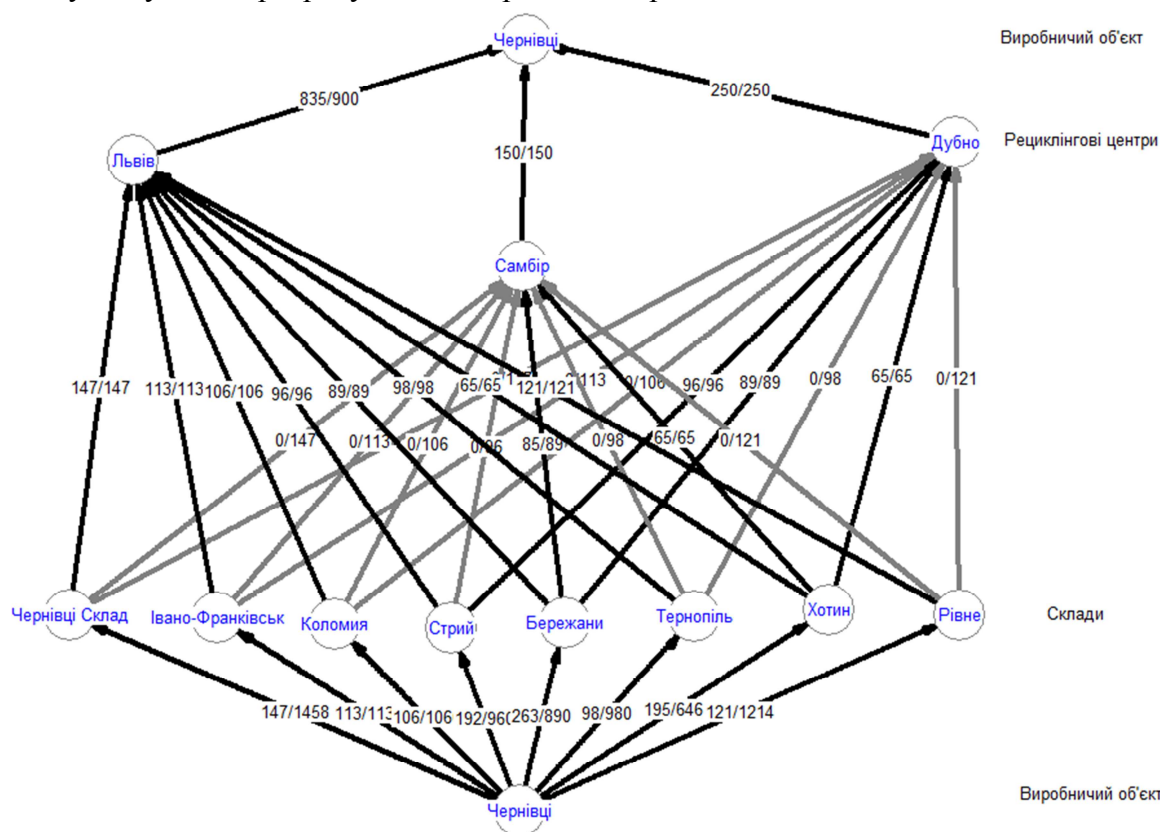 Чернівці
Виробничий об'єкт
835/900
250/250
150/150
Львів
Дубно
Рециклінгові центри
Самбір
147/147
113/113
106/106
96/96
89/89
98/98
65/65
121/121
/113
0/106
96/96
89/89
0/98
65/65
0/121
0/147
0/113
0/106
0/96
85/89
0/98
65/65
0/121
Чернівці Склад
Івано-Франківськ
Коломия
Стрий
Бережани
Тернопіль
Хотин
Рівне
Склади
147/1458
113/113
106/106
192/960
263/890
98/980
195/646
121/1214
Чернівці
Виробничий об'єкт